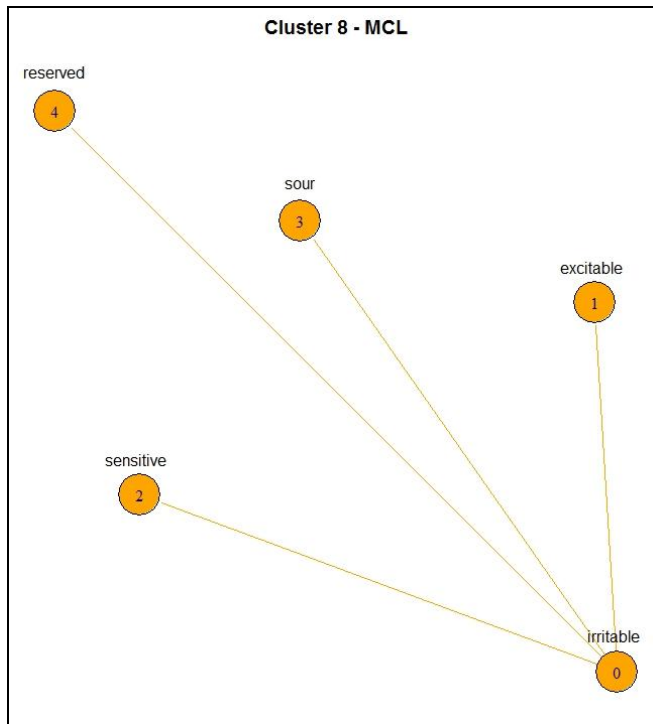 Cluster 8 - MCL
reserved
4
sour
3
excitable
1
sensitive
2
irritable
0